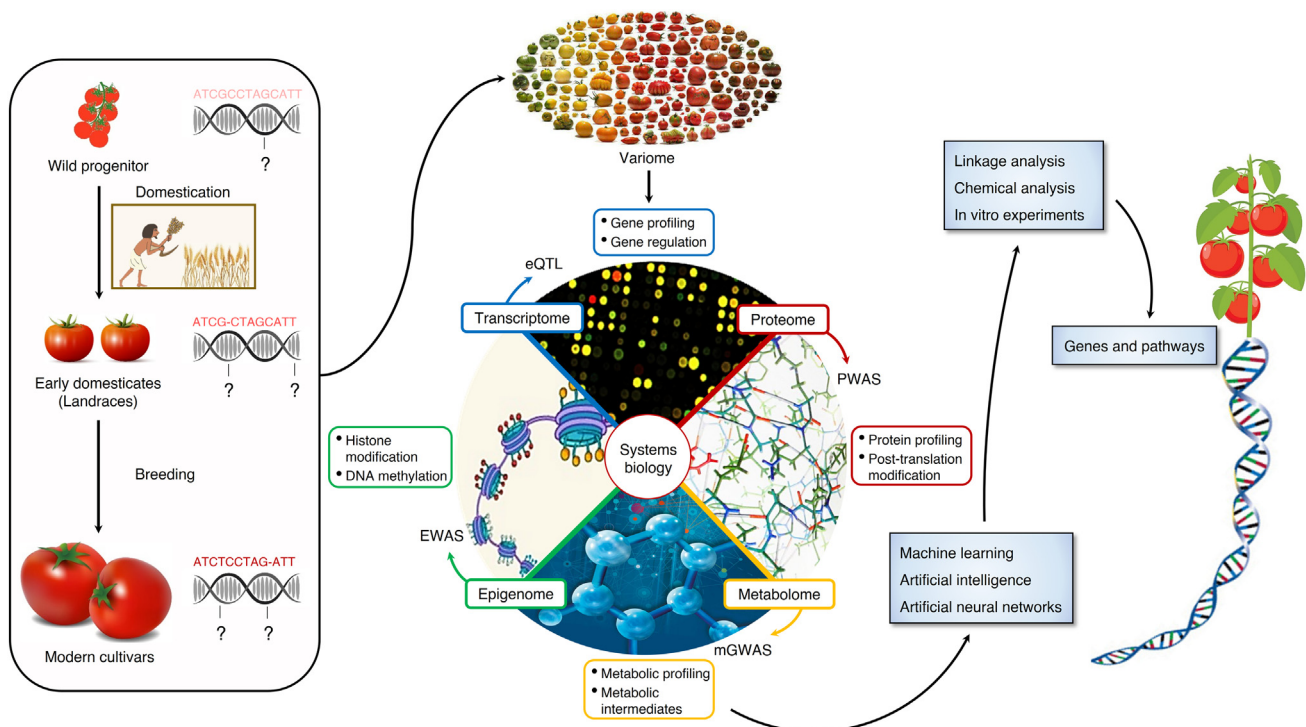 ATCGCCTAGCATT
?
Wild progenitor
Domestication
ATCG-CTAGCATT
?
?
Early domesticates
(Landraces)
Breeding
ATCTCCTAG-ATT
?
?
Modern cultivars
Variome
• Gene profiling
• Gene regulation
eQTL
Transcriptome
Proteome
PWAS
• Histone
modification
• DNA methylation
Systems
biology
• Protein profiling
• Post-translation
modification
EWAS
Epigenome
Metabolome
mGWAS
• Metabolic profiling
• Metabolic
intermediates
Machine learning
Artificial intelligence
Artificial neural networks
Linkage analysis
Chemical analysis
In vitro experiments
Genes and pathways